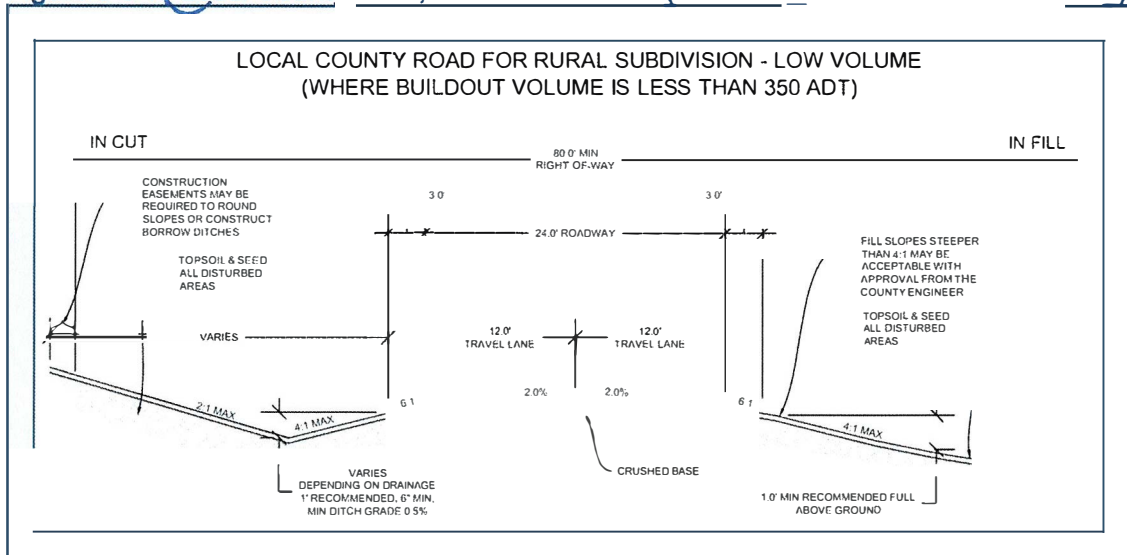 LOCAL COUNTY ROAD FOR RURAL SUBDIVISION - LOW VOLUME
(WHERE BUILDOUT VOLUME IS LESS THAN 350 ADT)
IN CUT
IN FILL
80 0' MIN
RIGHT OF-WAY
CONSTRUCTION
EASEMENTS MAY BE
REQUIRED TO ROUND
SLOPES OR CONSTRUCT
BORROW DITCHES
3 0'
3 0'
24.0' ROADWAY
TOPSOIL & SEED
ALL DISTURBED
AREAS
FILL SLOPES STEEPER
THAN 4:1 MAY BE
ACCEPTABLE WITH
APPROVAL FROM THE
COUNTY ENGINEER
TOPSOIL & SEED
ALL DISTURBED
AREAS
VARIES
12.0'
TRAVEL LANE
12.0'
TRAVEL LANE
2.0%
2.0%
6 1
6 1
2:1 MAX
4:1 MAX
4:1 MAX
CRUSHED BASE
VARIES
DEPENDING ON DRAINAGE
1' RECOMMENDED, 6" MIN,
MIN DITCH GRADE 0 5%
1.0' MIN RECOMMENDED FULL
ABOVE GROUND